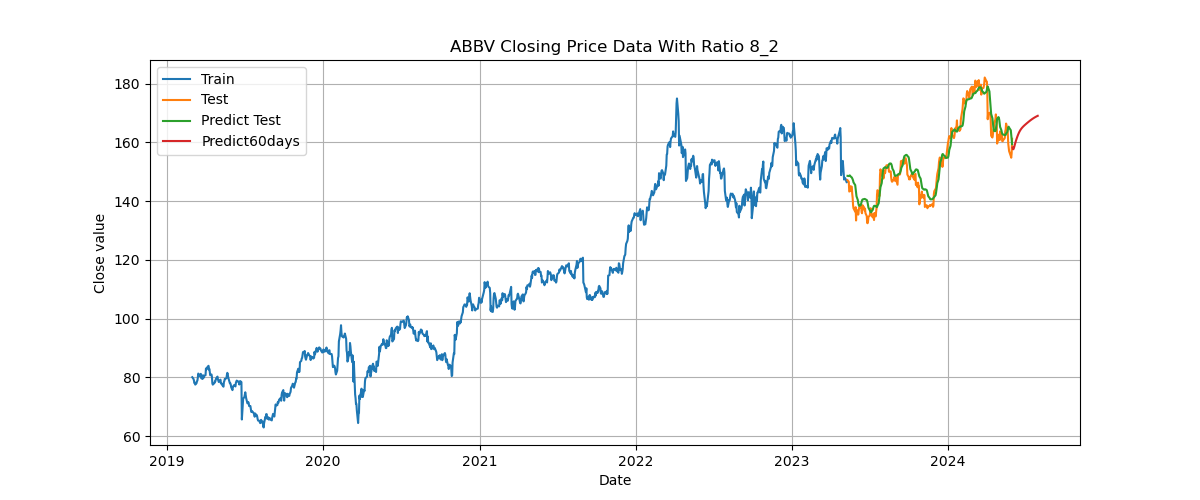 ABBV Closing Price Data With Ratio 8_2
Train
Test
Predict Test
Predict60days
180
160
140
120
100
80
60
Close value
2019 2020 2021 2022 2023 2024
Date